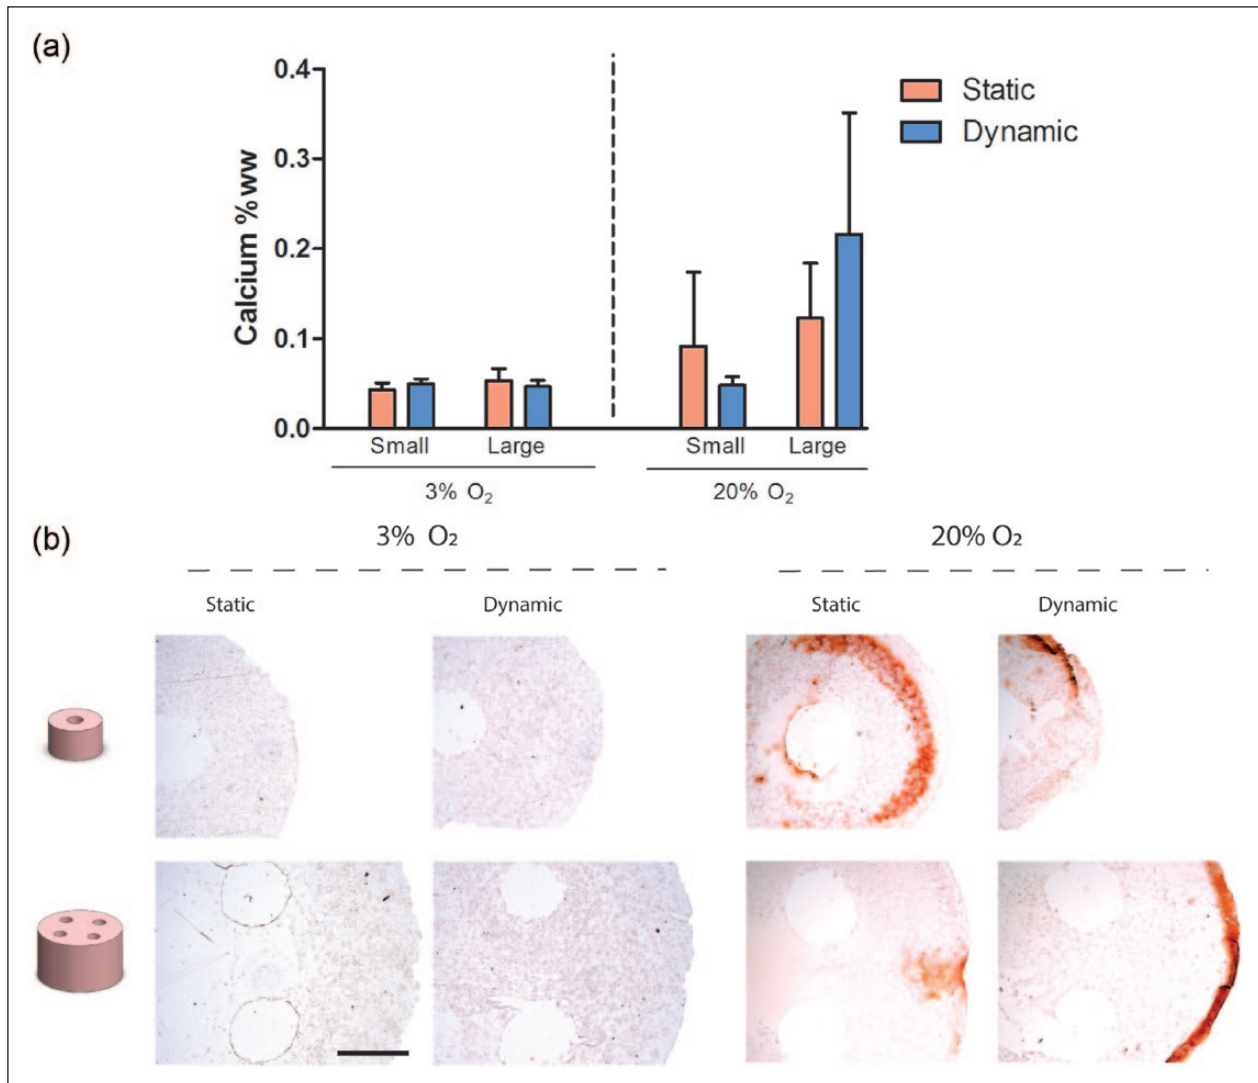 (a)
0.4
0.3
0.2
0.1
0.0
Calcium %ww
Static
Dynamic
Small Large Small Large
3% O₂ 20% O₂
(b)
3% O₂ 20% O₂
Static Dynamic Static Dynamic